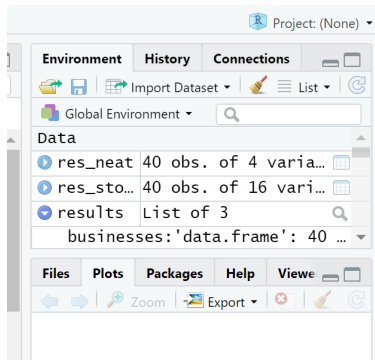 Project: (None)
Environment History Connections
Import Dataset List
Global Environment
Data
res_neat 40 obs. of 4 varia…
res_sto… 40 obs. of 16 vari…
results List of 3
businesses:'data.frame': 40 …
Files Plots Packages Help Viewe
Zoom Export